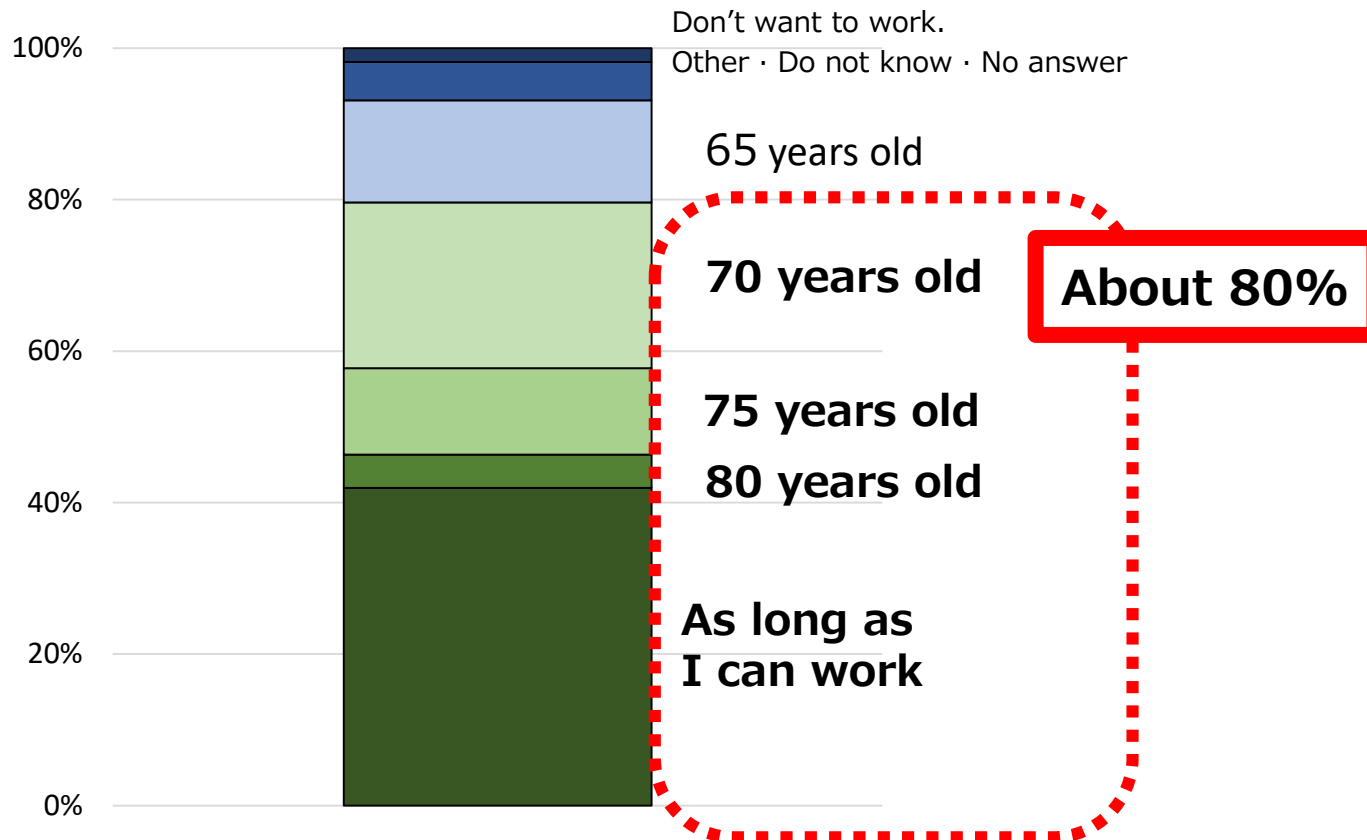 Don’t want to work.
100%
Other · Do not know · No answer
65 years old
80%
70 years old
About 80%
60%
75 years old
80 years old
40%
As long as
I can work
20%
0%